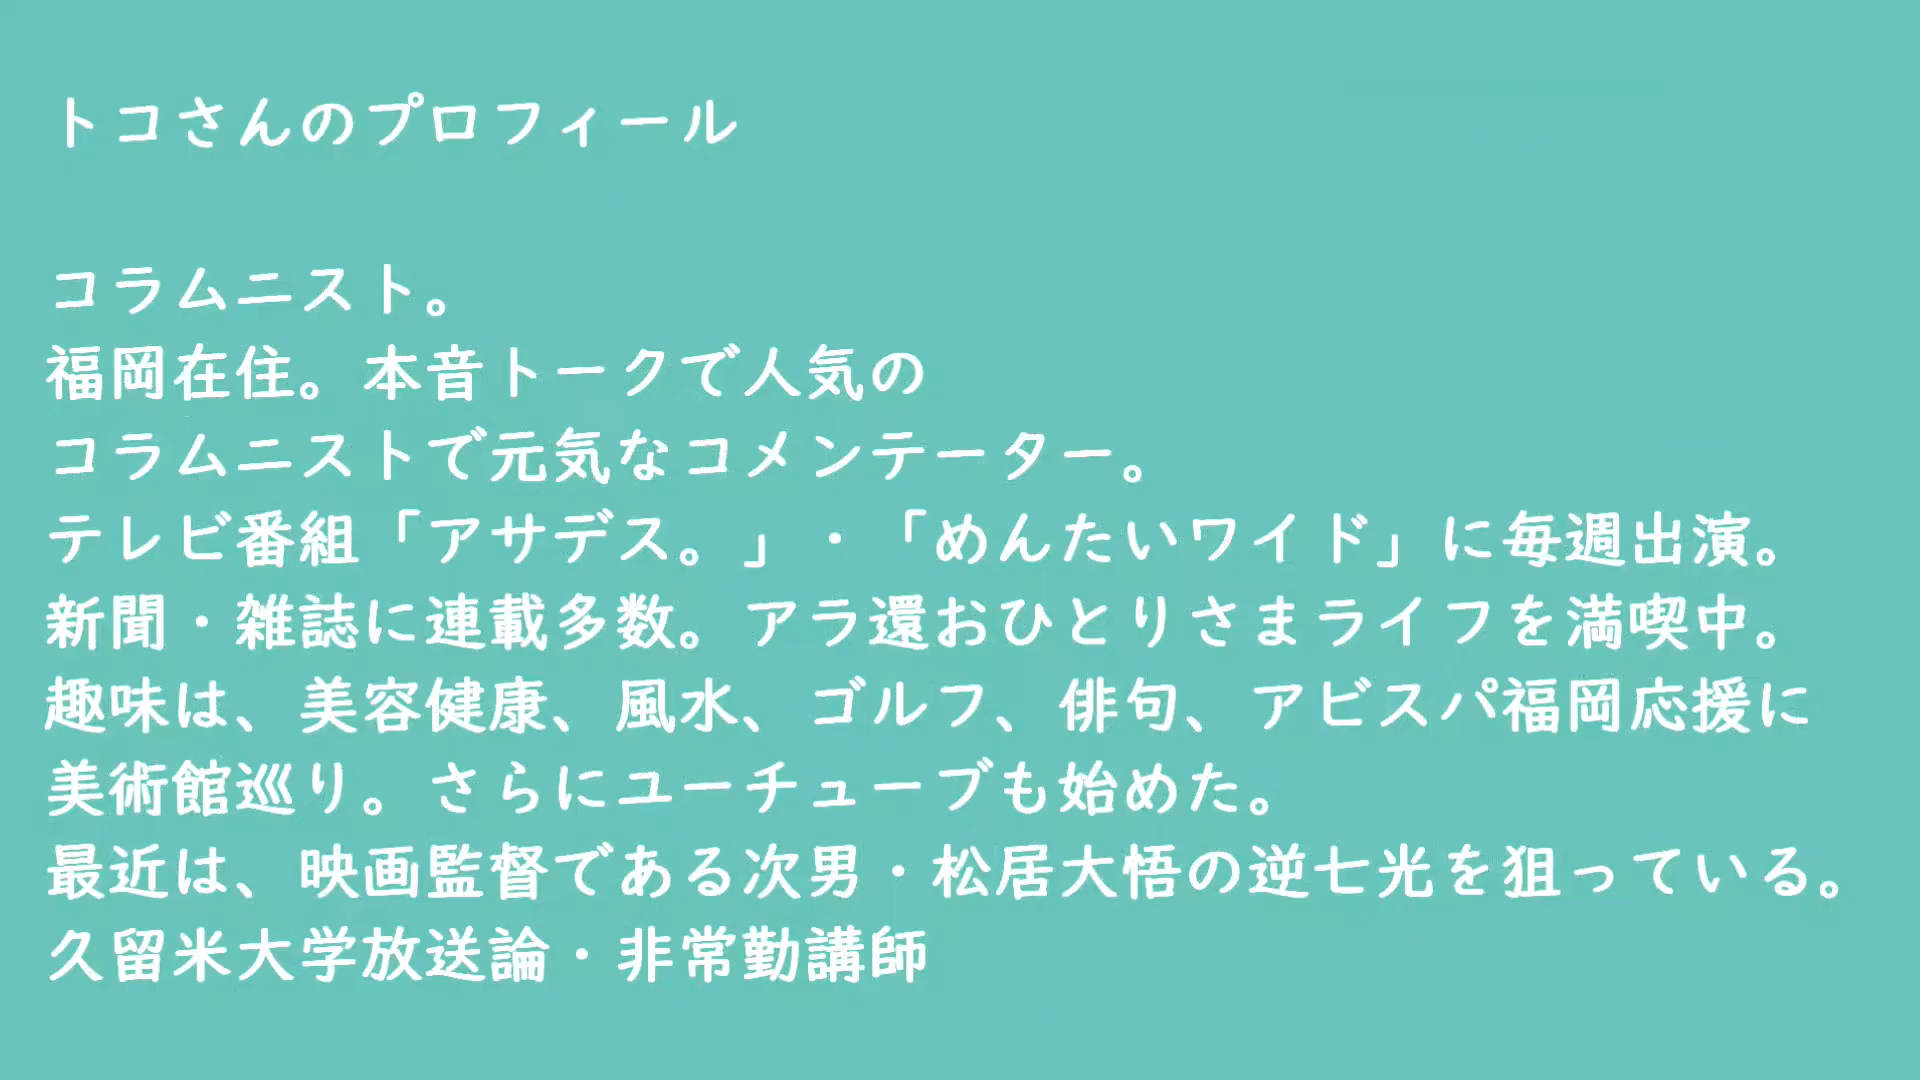 トコさんのプロフィール
コラムニスト。
福岡在住。本音トークで人気の
コラムニストで元気なコメンテーター。
テレビ番組「アサデス。」・「めんたいワイド」に毎週出演。
新聞・雑誌に連載多数。アラ還おひとりさまライフを満喫中。
趣味は、美容健康、風水、ゴルフ、俳句、アビスパ福岡応援に
美術館巡り。さらにユーチューブも始めた。
最近は、映画監督である次男・松居大悟の逆七光を狙っている。
久留米大学放送論・非常勤講師